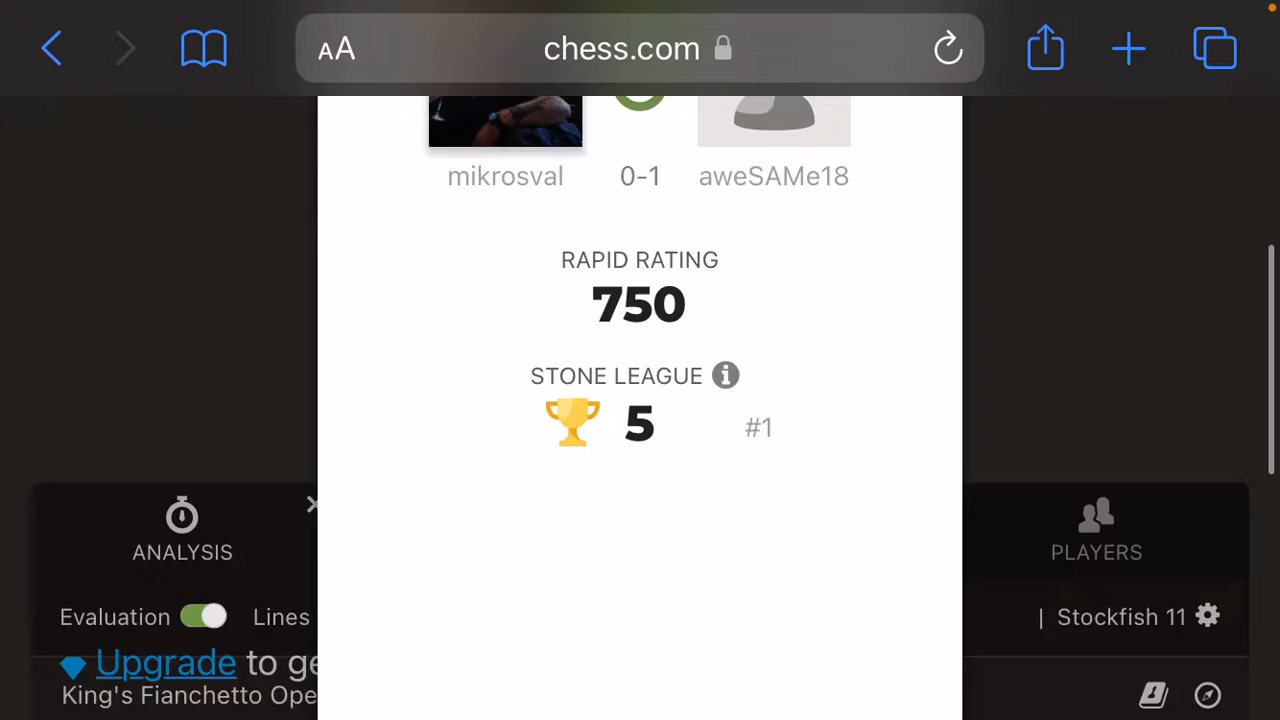 AA chess.com
mikrosval 0-1 aweSAMe18
RAPID RATING
750
STONE LEAGUE
5 #1
ANALYSIS
PLAYERS
Evaluation Lines | Stockfish 11
Upgrade to ge
King's Fianchetto Ope